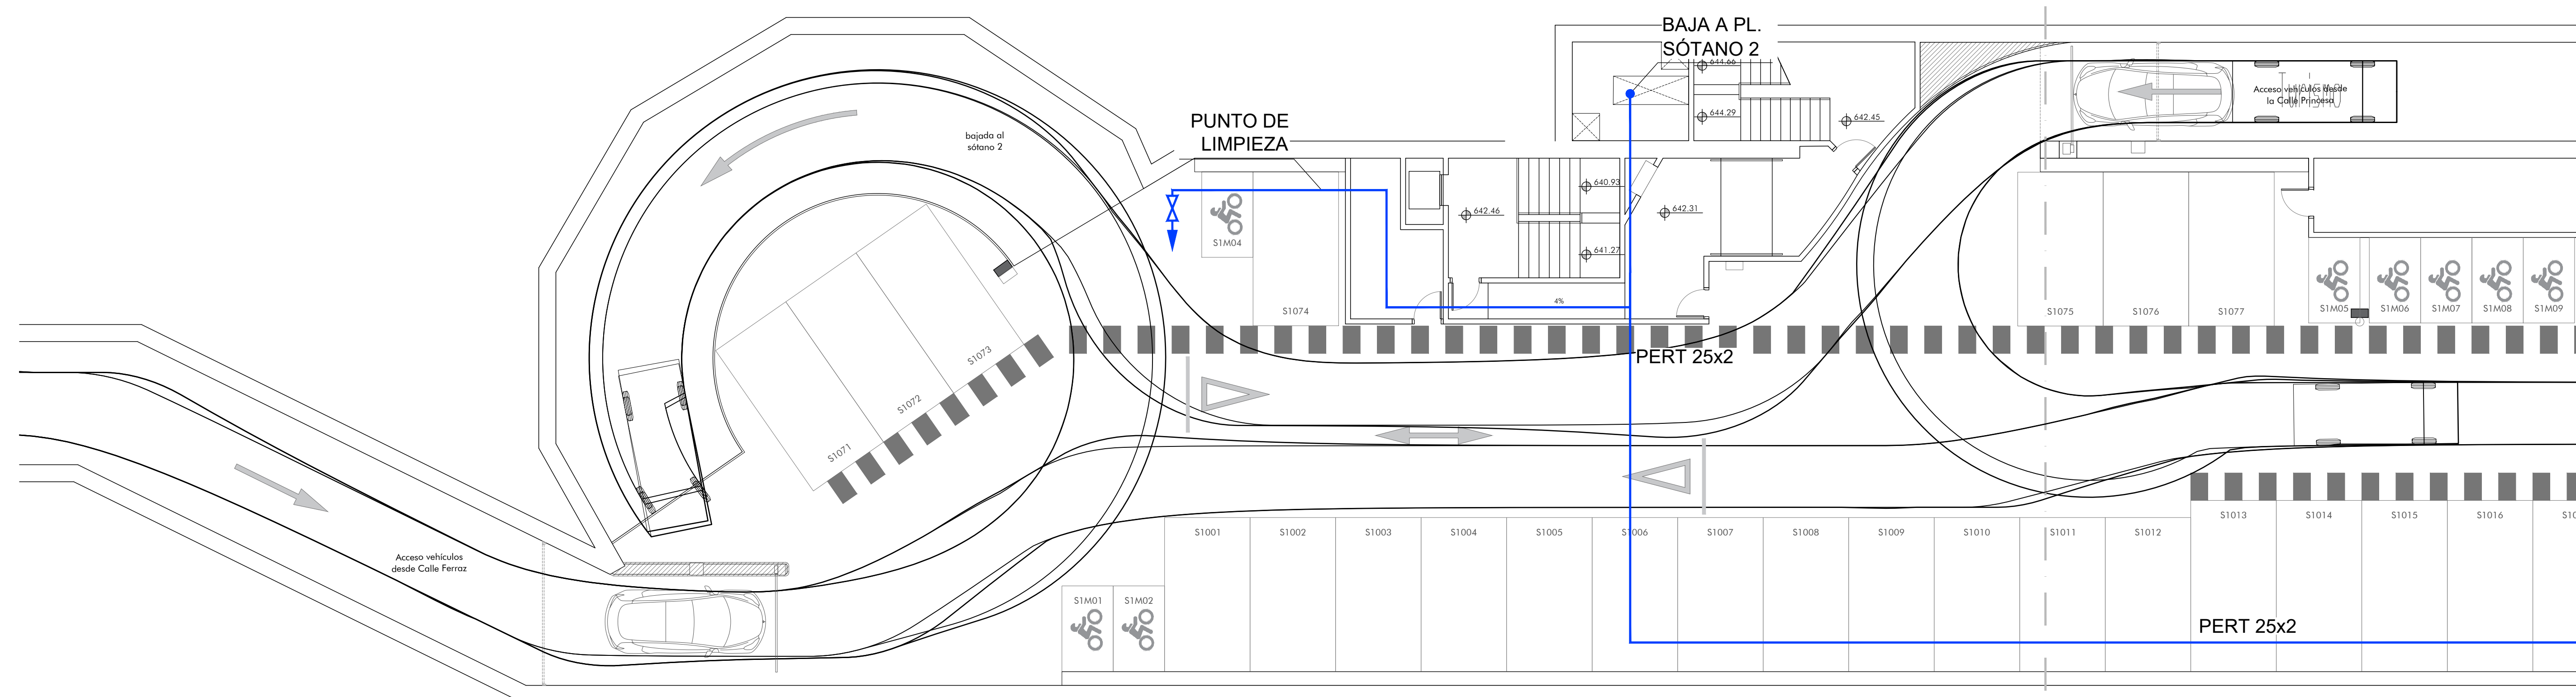 BAJA A PL.
SÓTANO 2
644.66
644.29
642.45
Acceso vehículos desde
la Calle Princesa
TURISMO
bajada al
sótano 2
PUNTO DE
LIMPIEZA
S1M04
S1074
642.46
640.93
641.27
642.31
4%
S1075
S1076
S1077
S1M05
S1M06
S1M07
S1M08
S1M09
PERT 25x2
S1073
S1072
S1071
Acceso vehículos
desde Calle Ferraz
S1M01
S1M02
S1001
S1002
S1003
S1004
S1005
S1006
S1007
S1008
S1009
S1010
S1011
S1012
S1013
S1014
S1015
S1016
PERT 25x2